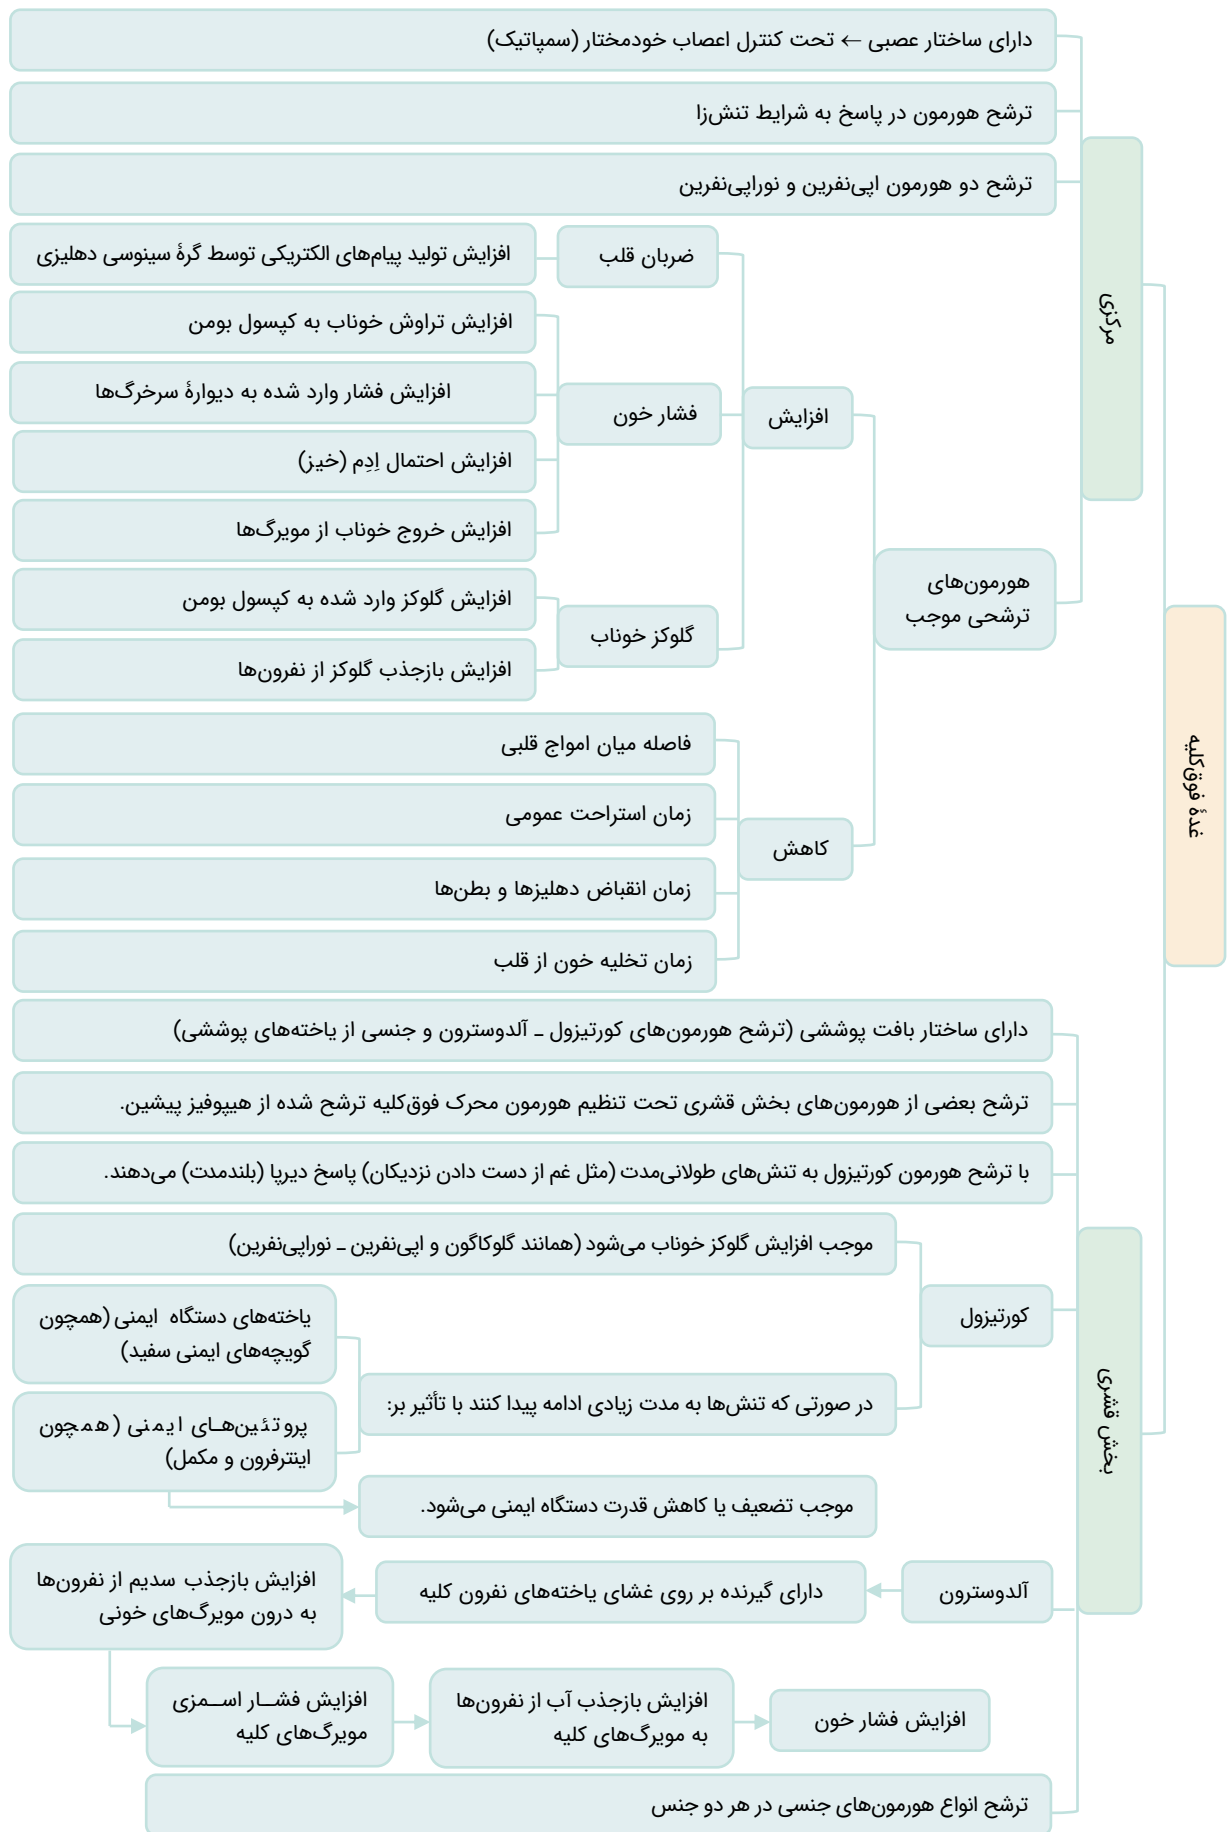 غدهٔ فوق‌کلیه
مرکزی
دارای ساختار عصبی ← تحت کنترل اعصاب خودمختار (سمپاتیک)
ترشح هورمون در پاسخ به شرایط تنش‌زا
ترشح دو هورمون اپی‌نفرین و نوراپی‌نفرین
هورمون‌های
ترشحی موجب
افزایش
ضربان قلب
افزایش تولید پیام‌های الکتریکی توسط گرهٔ سینوسی دهلیزی
فشار خون
افزایش تراوش خوناب به کپسول بومن
افزایش فشار وارد شده به دیوارهٔ سرخرگ‌ها
افزایش احتمال اِدِم (خیز)
افزایش خروج خوناب از مویرگ‌ها
گلوکز خوناب
افزایش گلوکز وارد شده به کپسول بومن
افزایش بازجذب گلوکز از نفرون‌ها
کاهش
فاصله میان امواج قلبی
زمان استراحت عمومی
زمان انقباض دهلیزها و بطن‌ها
زمان تخلیه خون از قلب
بخش قشری
دارای ساختار بافت پوششی (ترشح هورمون‌های کورتیزول ـ آلدوسترون و جنسی از یاخته‌های پوششی)
ترشح بعضی از هورمون‌های بخش قشری تحت تنظیم هورمون محرک فوق‌کلیه ترشح شده از هیپوفیز پیشین.
با ترشح هورمون کورتیزول به تنش‌های طولانی‌مدت (مثل غم از دست دادن نزدیکان) پاسخ دیرپا (بلندمدت) می‌دهند.
کورتیزول
موجب افزایش گلوکز خوناب می‌شود (همانند گلوکاگون و اپی‌نفرین ـ نوراپی‌نفرین)
در صورتی که تنش‌ها به مدت زیادی ادامه پیدا کنند با تأثیر بر:
یاخته‌های دستگاه ایمنی (همچون
گویچه‌های ایمنی سفید)
پروتئین‌های ایمنی (همچون
اینترفرون و مکمل)
موجب تضعیف یا کاهش قدرت دستگاه ایمنی می‌شود.
آلدوسترون
دارای گیرنده بر روی غشای یاخته‌های نفرون کلیه
افزایش بازجذب سدیم از نفرون‌ها
به درون مویرگ‌های خونی
افزایش فشــار اســمزی
مویرگ‌های کلیه
افزایش بازجذب آب از نفرون‌ها
به مویرگ‌های کلیه
افزایش فشار خون
ترشح انواع هورمون‌های جنسی در هر دو جنس